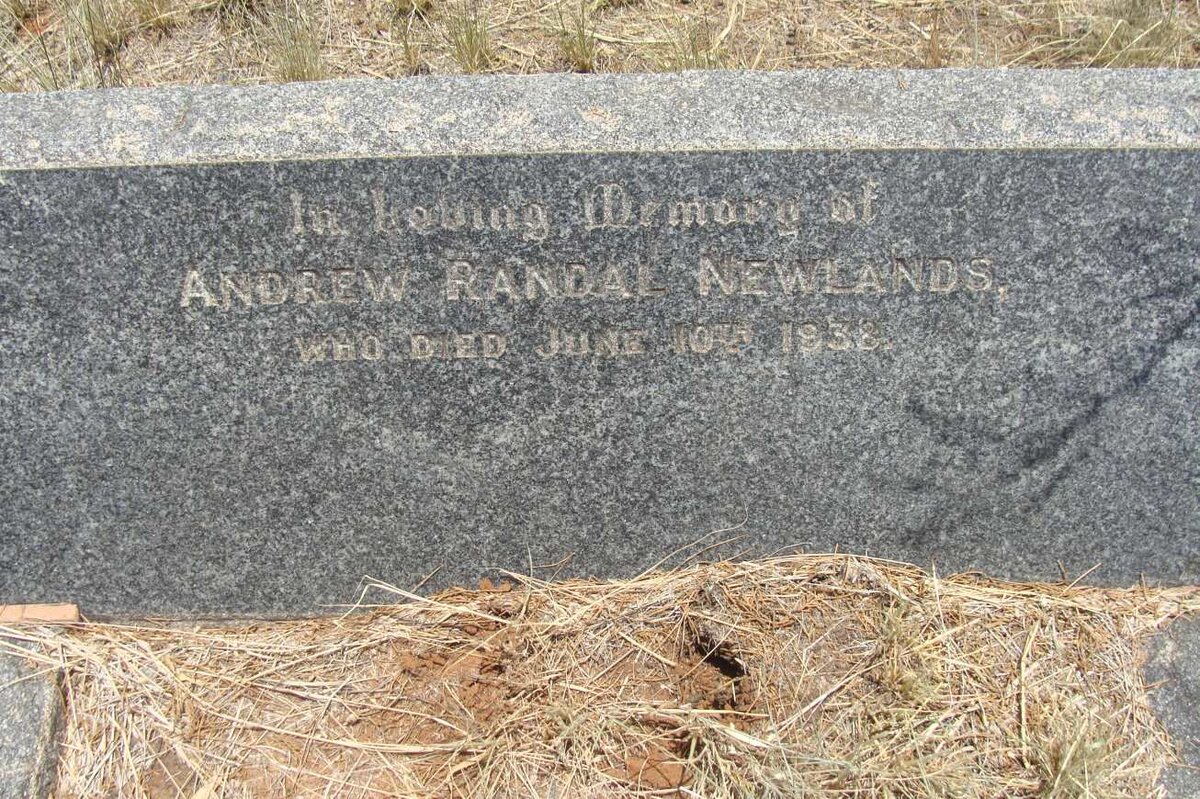 In Loving Memory of
ANDREW RANDAL NEWLANDS,
WHO DIED JUNE 10TH 1938.